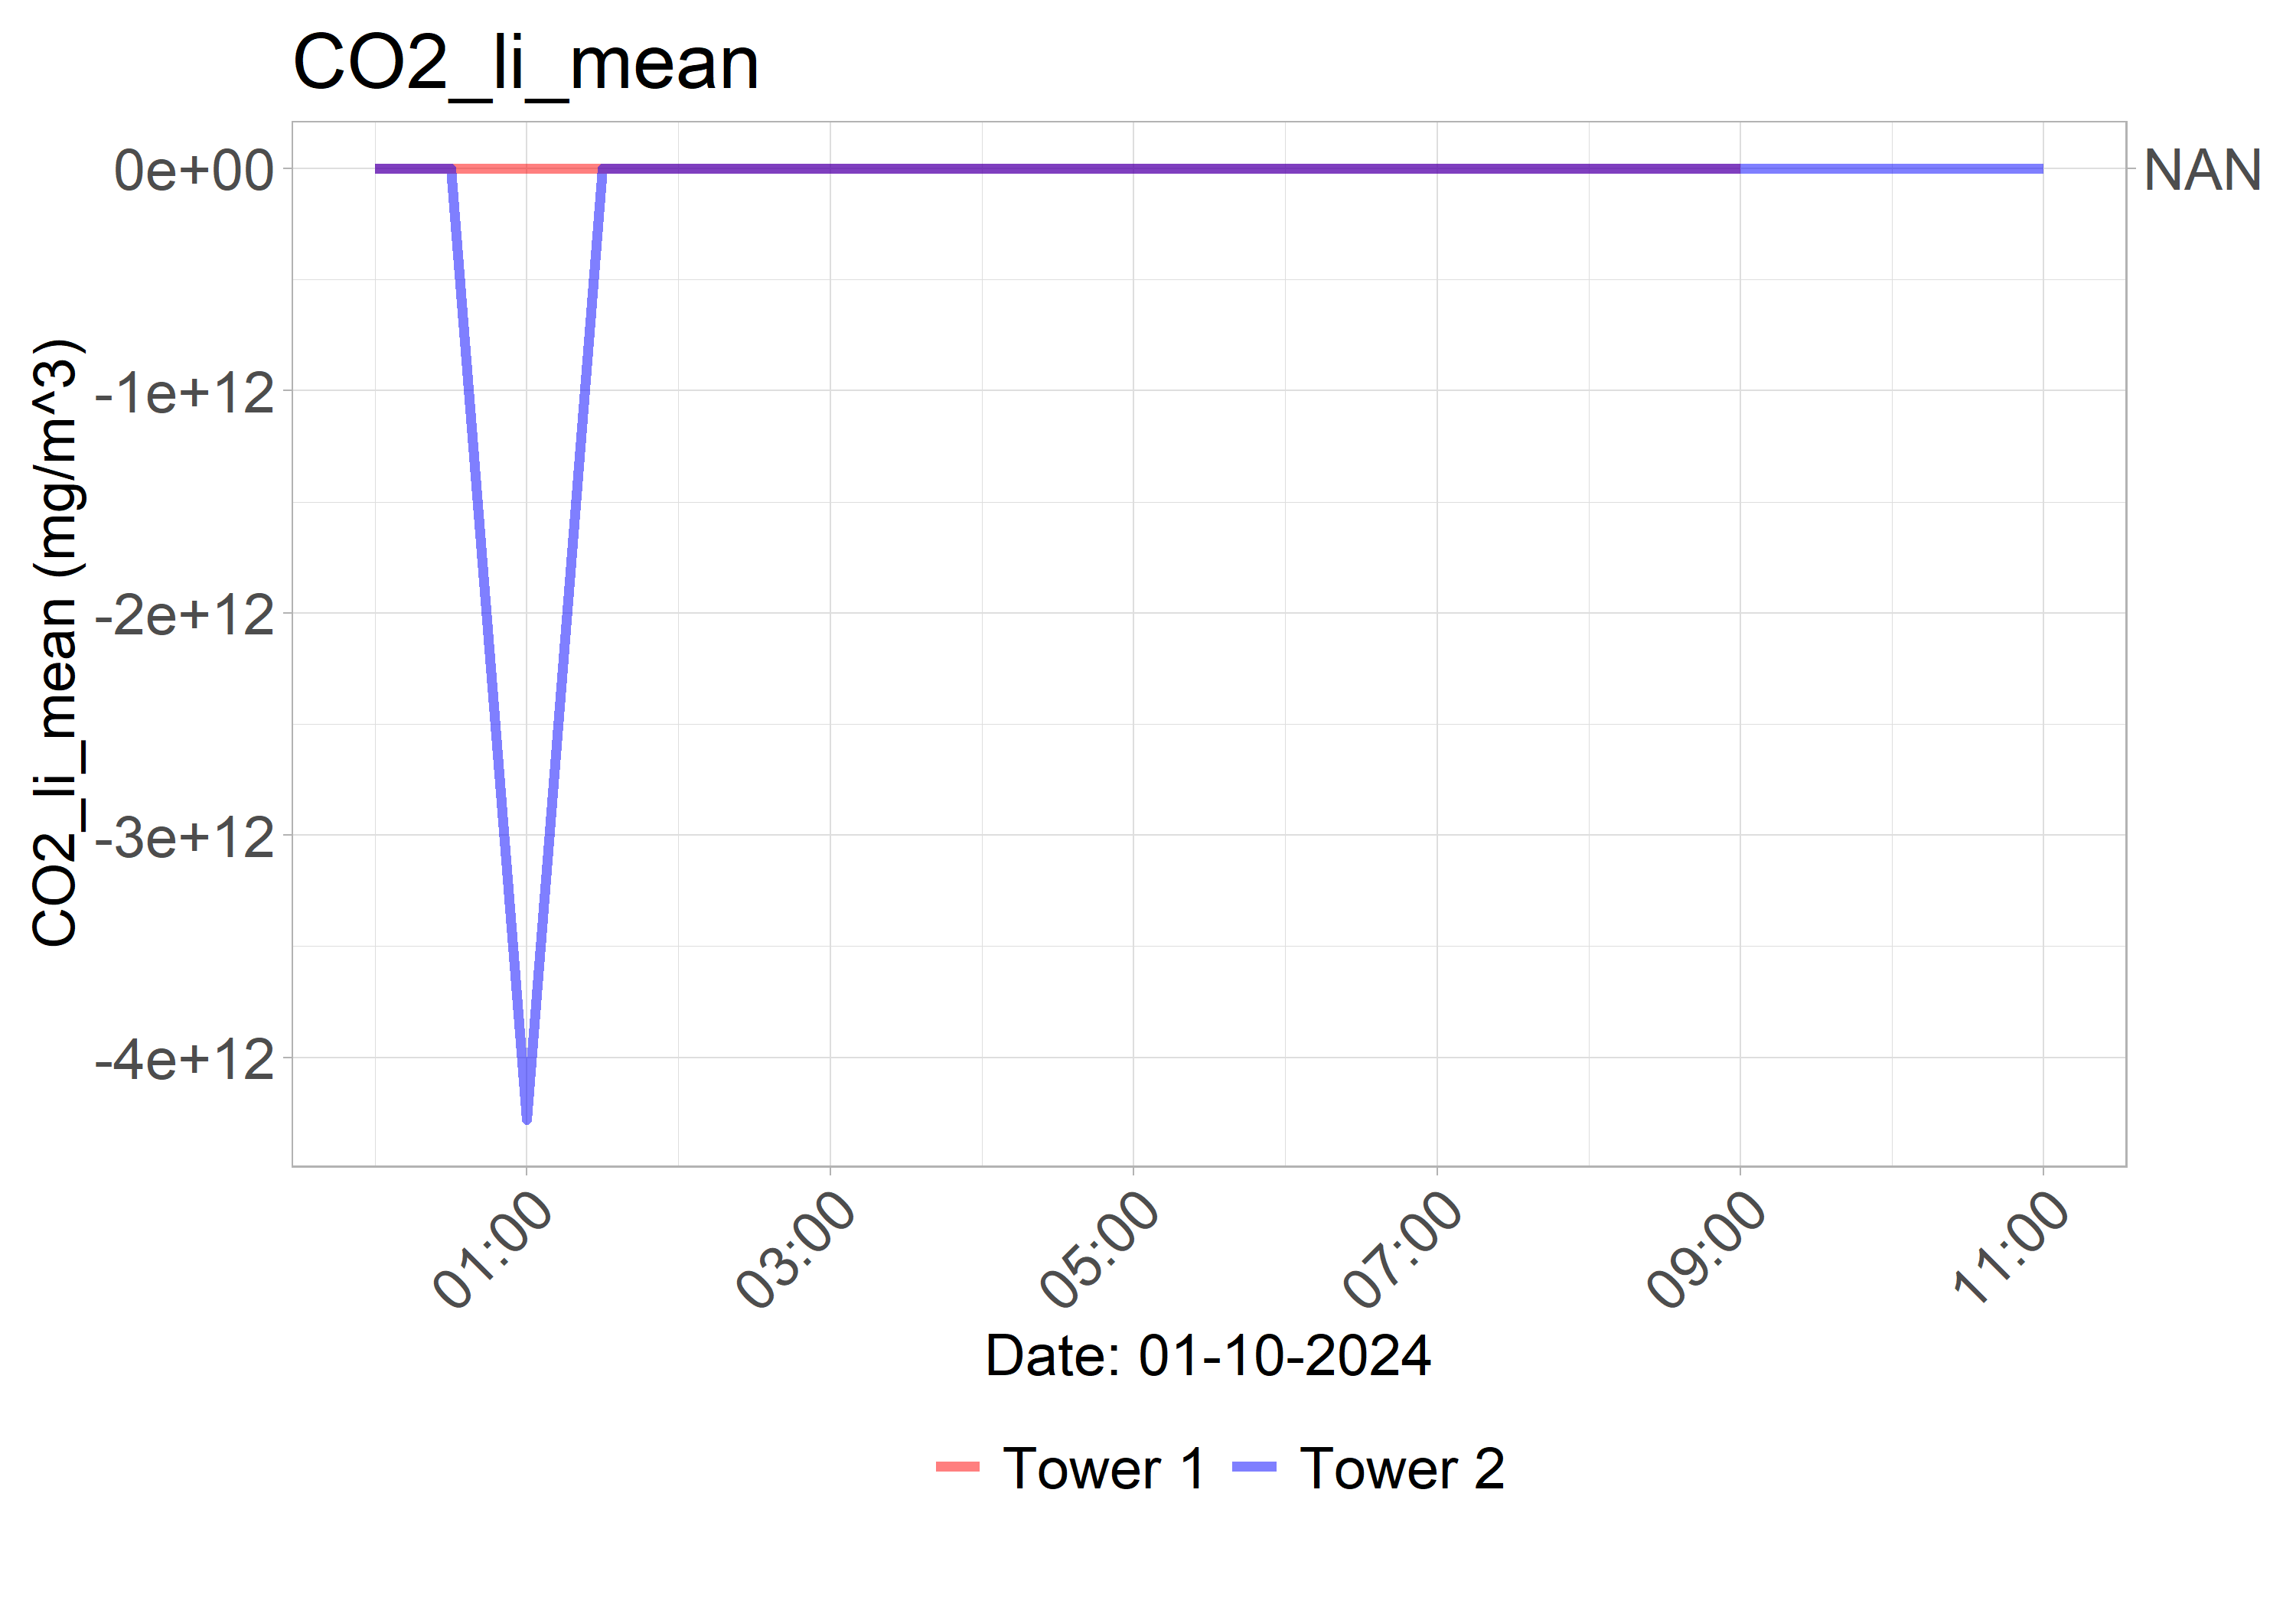 CO2_li_mean
CO2_li_mean (mg/m^3)
0e+00
-1e+12
-2e+12
-3e+12
-4e+12
NAN
01:00
03:00
05:00
07:00
09:00
11:00
Date: 01-10-2024
Tower 1 Tower 2